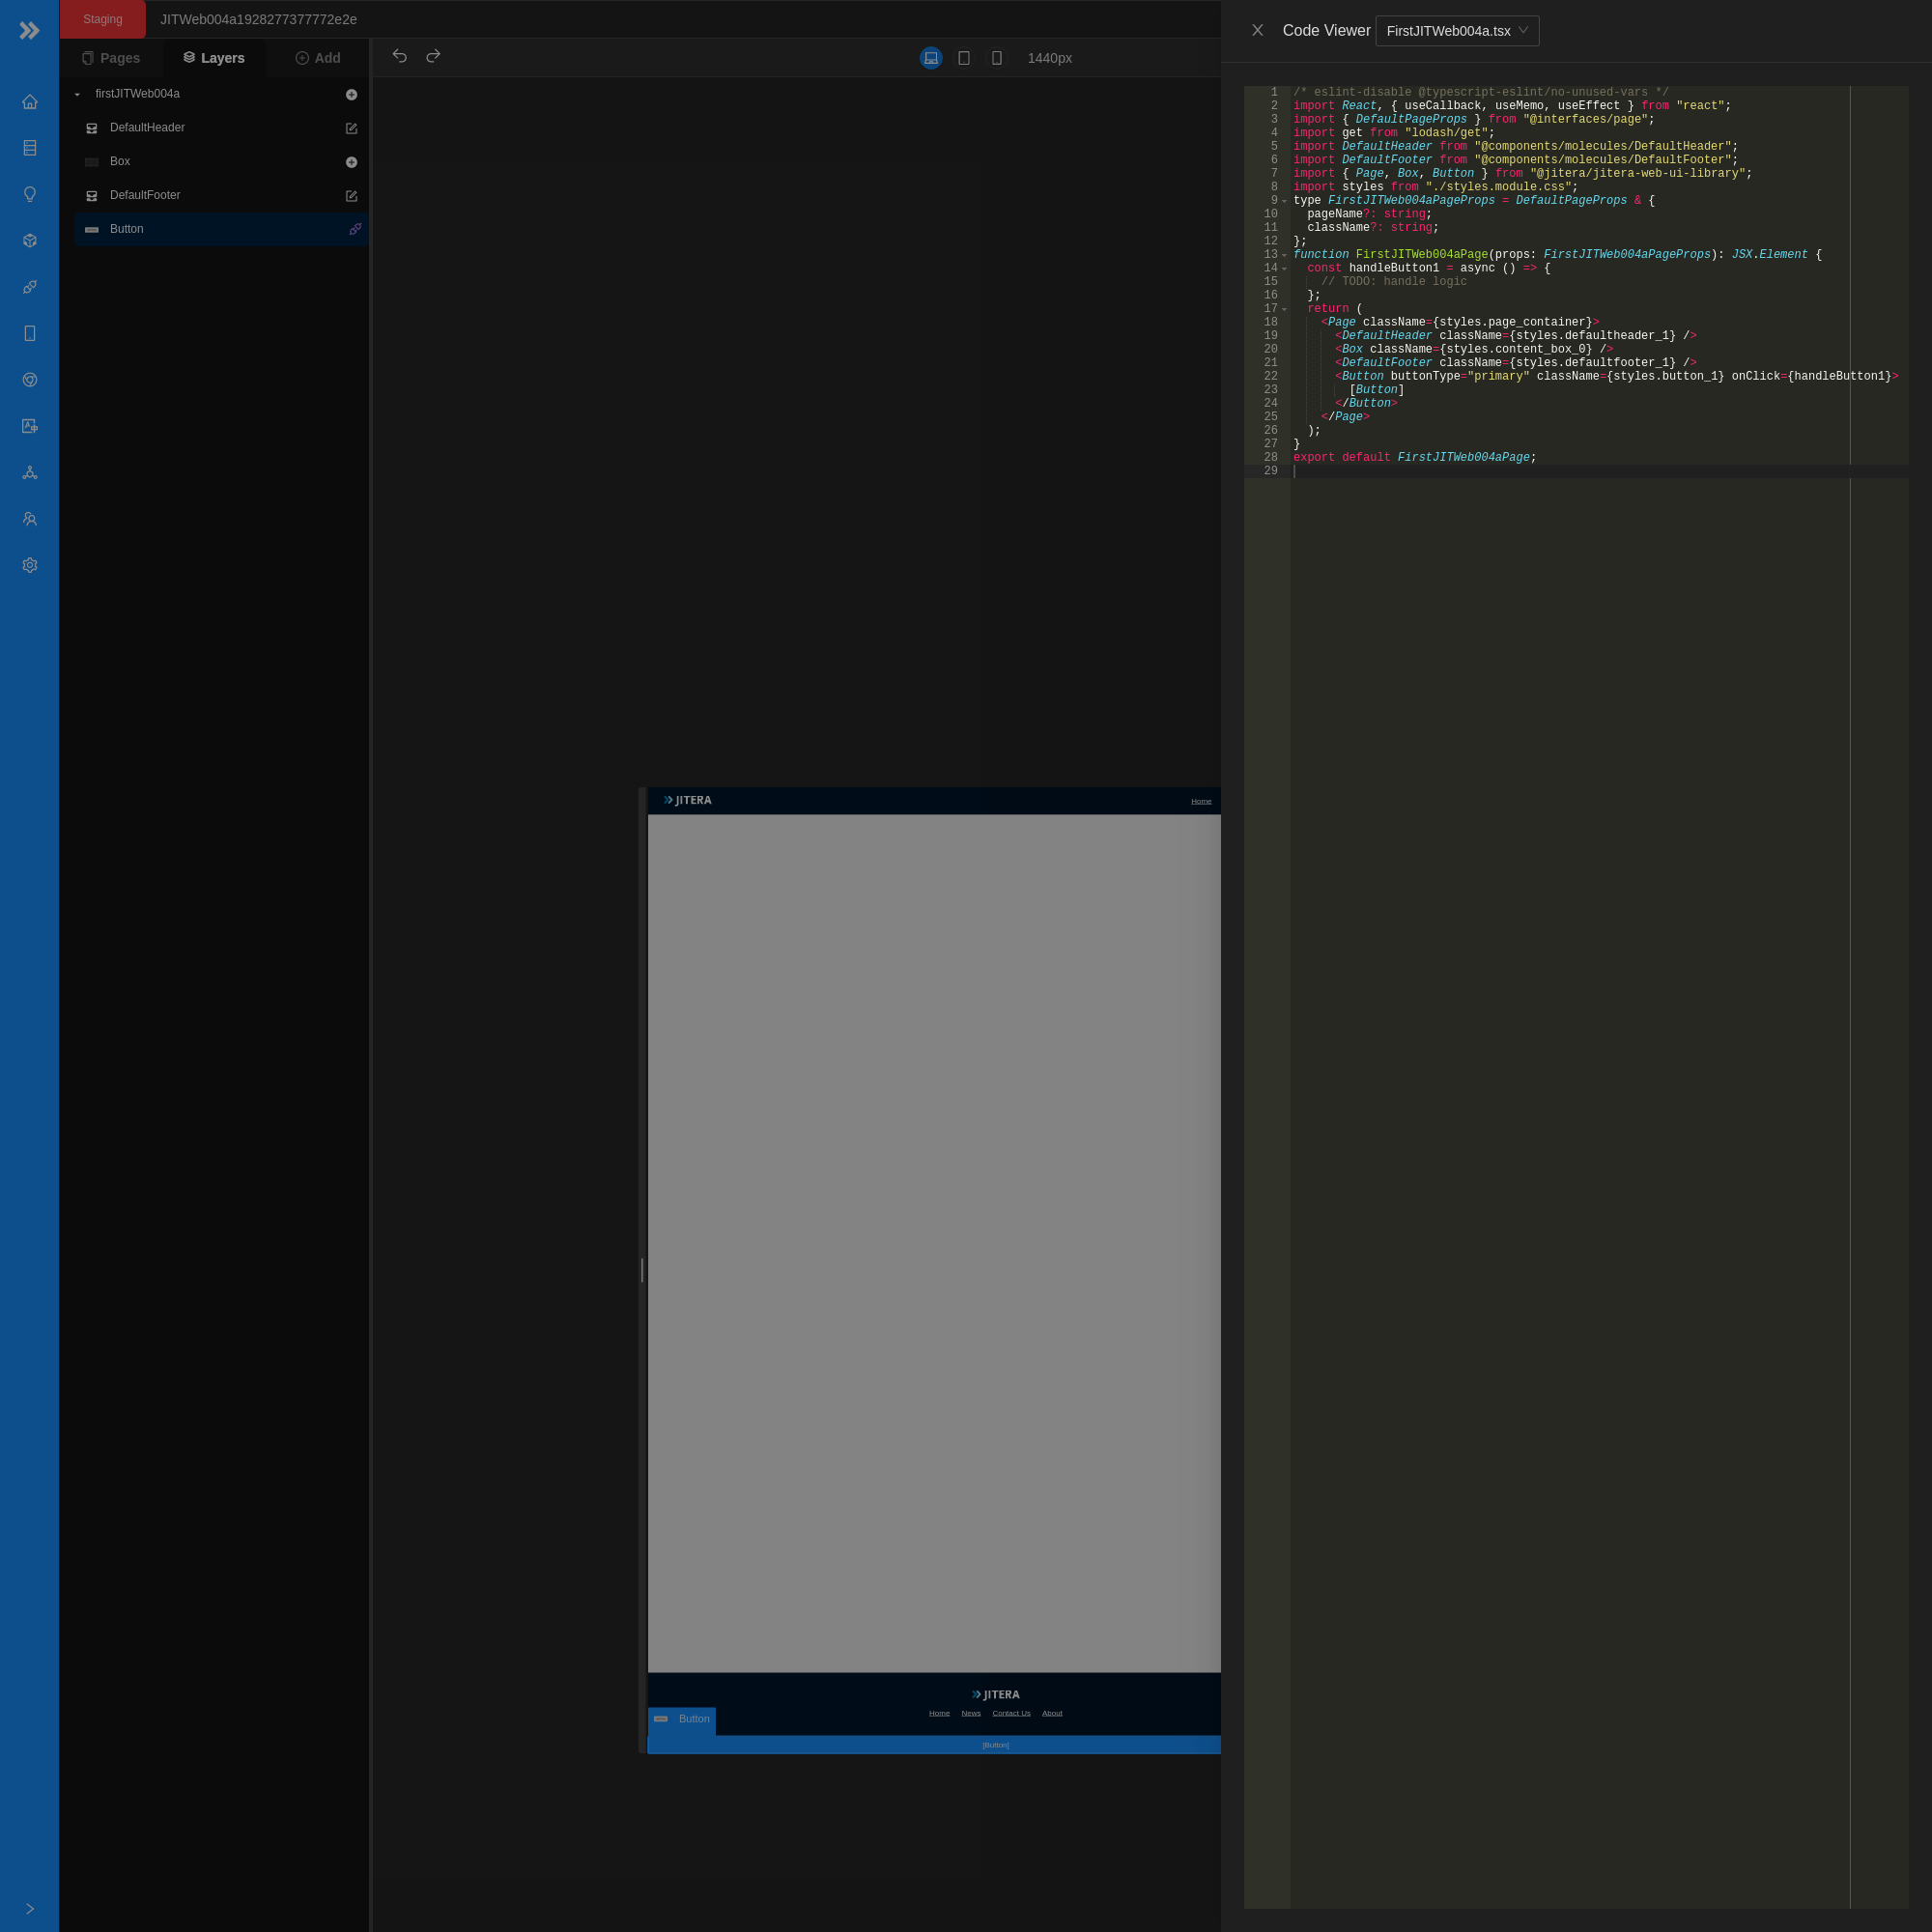 Staging
JITWeb004a1928277377772e2e
Pages
Layers
Add
1440px
firstJITWeb004a
DefaultHeader
Box
DefaultFooter
Button
JITERA
Home
JITERA
Home News Contact Us About
Button
[Button]
Code Viewer
FirstJITWeb004a.tsx
1 /* eslint-disable @typescript-eslint/no-unused-vars */
2 import React, { useCallback, useMemo, useEffect } from "react";
3 import { DefaultPageProps } from "@interfaces/page";
4 import get from "lodash/get";
5 import DefaultHeader from "@components/molecules/DefaultHeader";
6 import DefaultFooter from "@components/molecules/DefaultFooter";
7 import { Page, Box, Button } from "@jitera/jitera-web-ui-library";
8 import styles from "./styles.module.css";
9 type FirstJITWeb004aPageProps = DefaultPageProps & {
10 pageName?: string;
11 className?: string;
12 };
13 function FirstJITWeb004aPage(props: FirstJITWeb004aPageProps): JSX.Element {
14 const handleButton1 = async () => {
15 // TODO: handle logic
16 };
17 return (
18 <Page className={styles.page_container}>
19 <DefaultHeader className={styles.defaultheader_1} />
20 <Box className={styles.content_box_0} />
21 <DefaultFooter className={styles.defaultfooter_1} />
22 <Button buttonType="primary" className={styles.button_1} onClick={handleButton1}>
23 [Button]
24 </Button>
25 </Page>
26 );
27 }
28 export default FirstJITWeb004aPage;
29